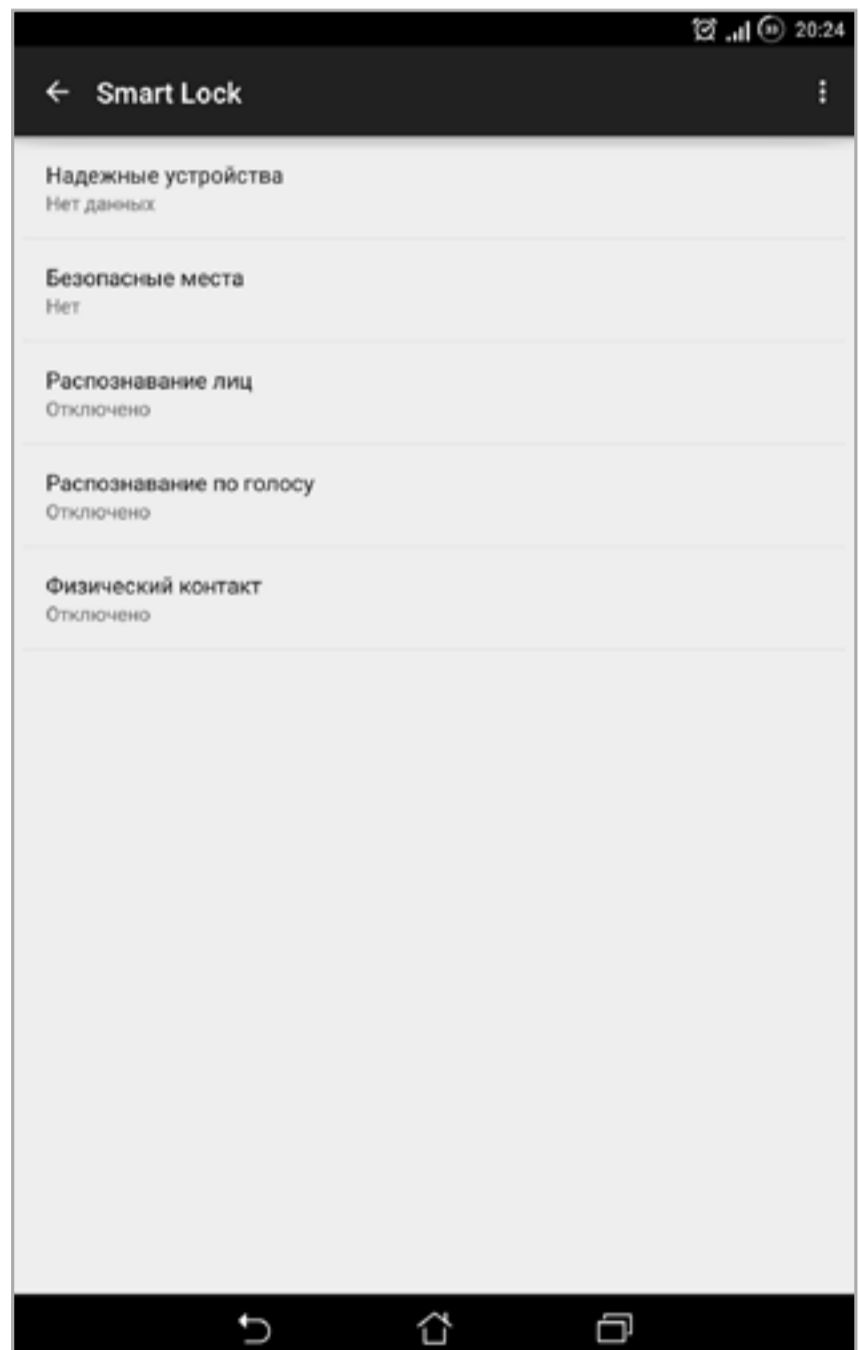 20:24
Smart Lock
Надежные устройства
Нет данных
Безопасные места
Нет
Распознавание лиц
Отключено
Распознавание по голосу
Отключено
Физический контакт
Отключено